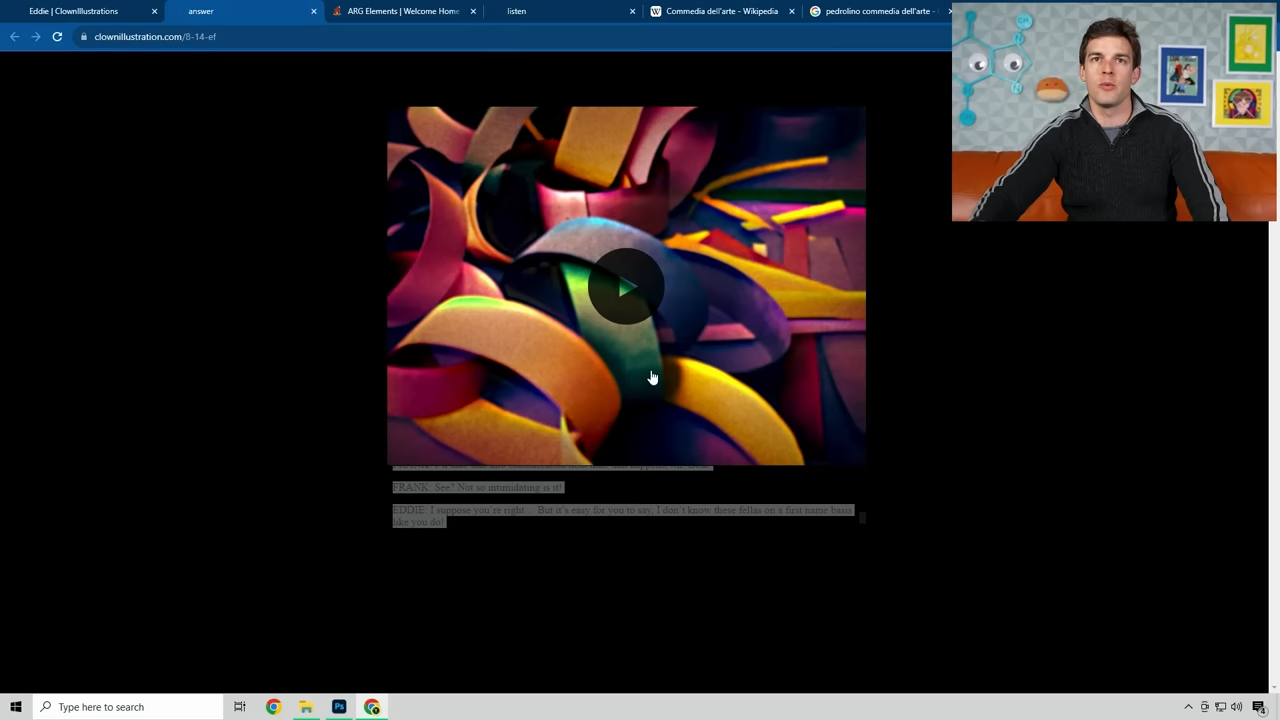 Eddie | ClownIllustrations
answer
ARG Elements | Welcome Home
listen
Commedia dell'arte - Wikipedia
pedrolino commedia dell'arte -
clownillustration.com/8-14-ef
FRANK: See? Not so intimidating is it!
EDDIE: I suppose you're right... But it's easy for you to say, I don't know these fellas on a first name basis
like you do!
Type here to search
Ps
4